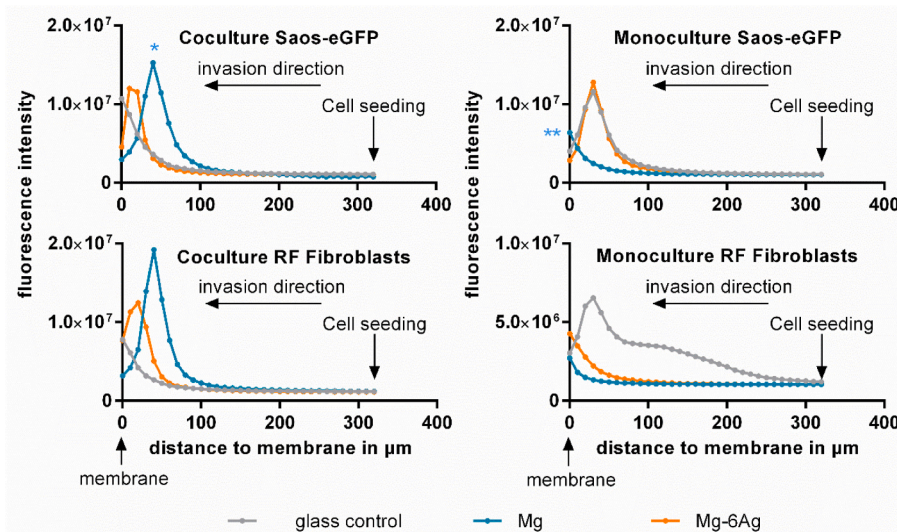 Coculture Saos-eGFP
2.0×10⁷
1.0×10⁷
0
*
invasion direction
Cell seeding
0 100 200 300 400
Monoculture Saos-eGFP
2.0×10⁷
1.0×10⁷
0
**
invasion direction
Cell seeding
0 100 200 300 400
fluorescence intensity
fluorescence intensity
Coculture RF Fibroblasts
2.0×10⁷
1.0×10⁷
0
invasion direction
Cell seeding
0 100 200 300 400
distance to membrane in µm
membrane
Monoculture RF Fibroblasts
1.0×10⁷
5.0×10⁶
0
invasion direction
Cell seeding
0 100 200 300 400
distance to membrane in µm
membrane
glass control Mg Mg-6Ag